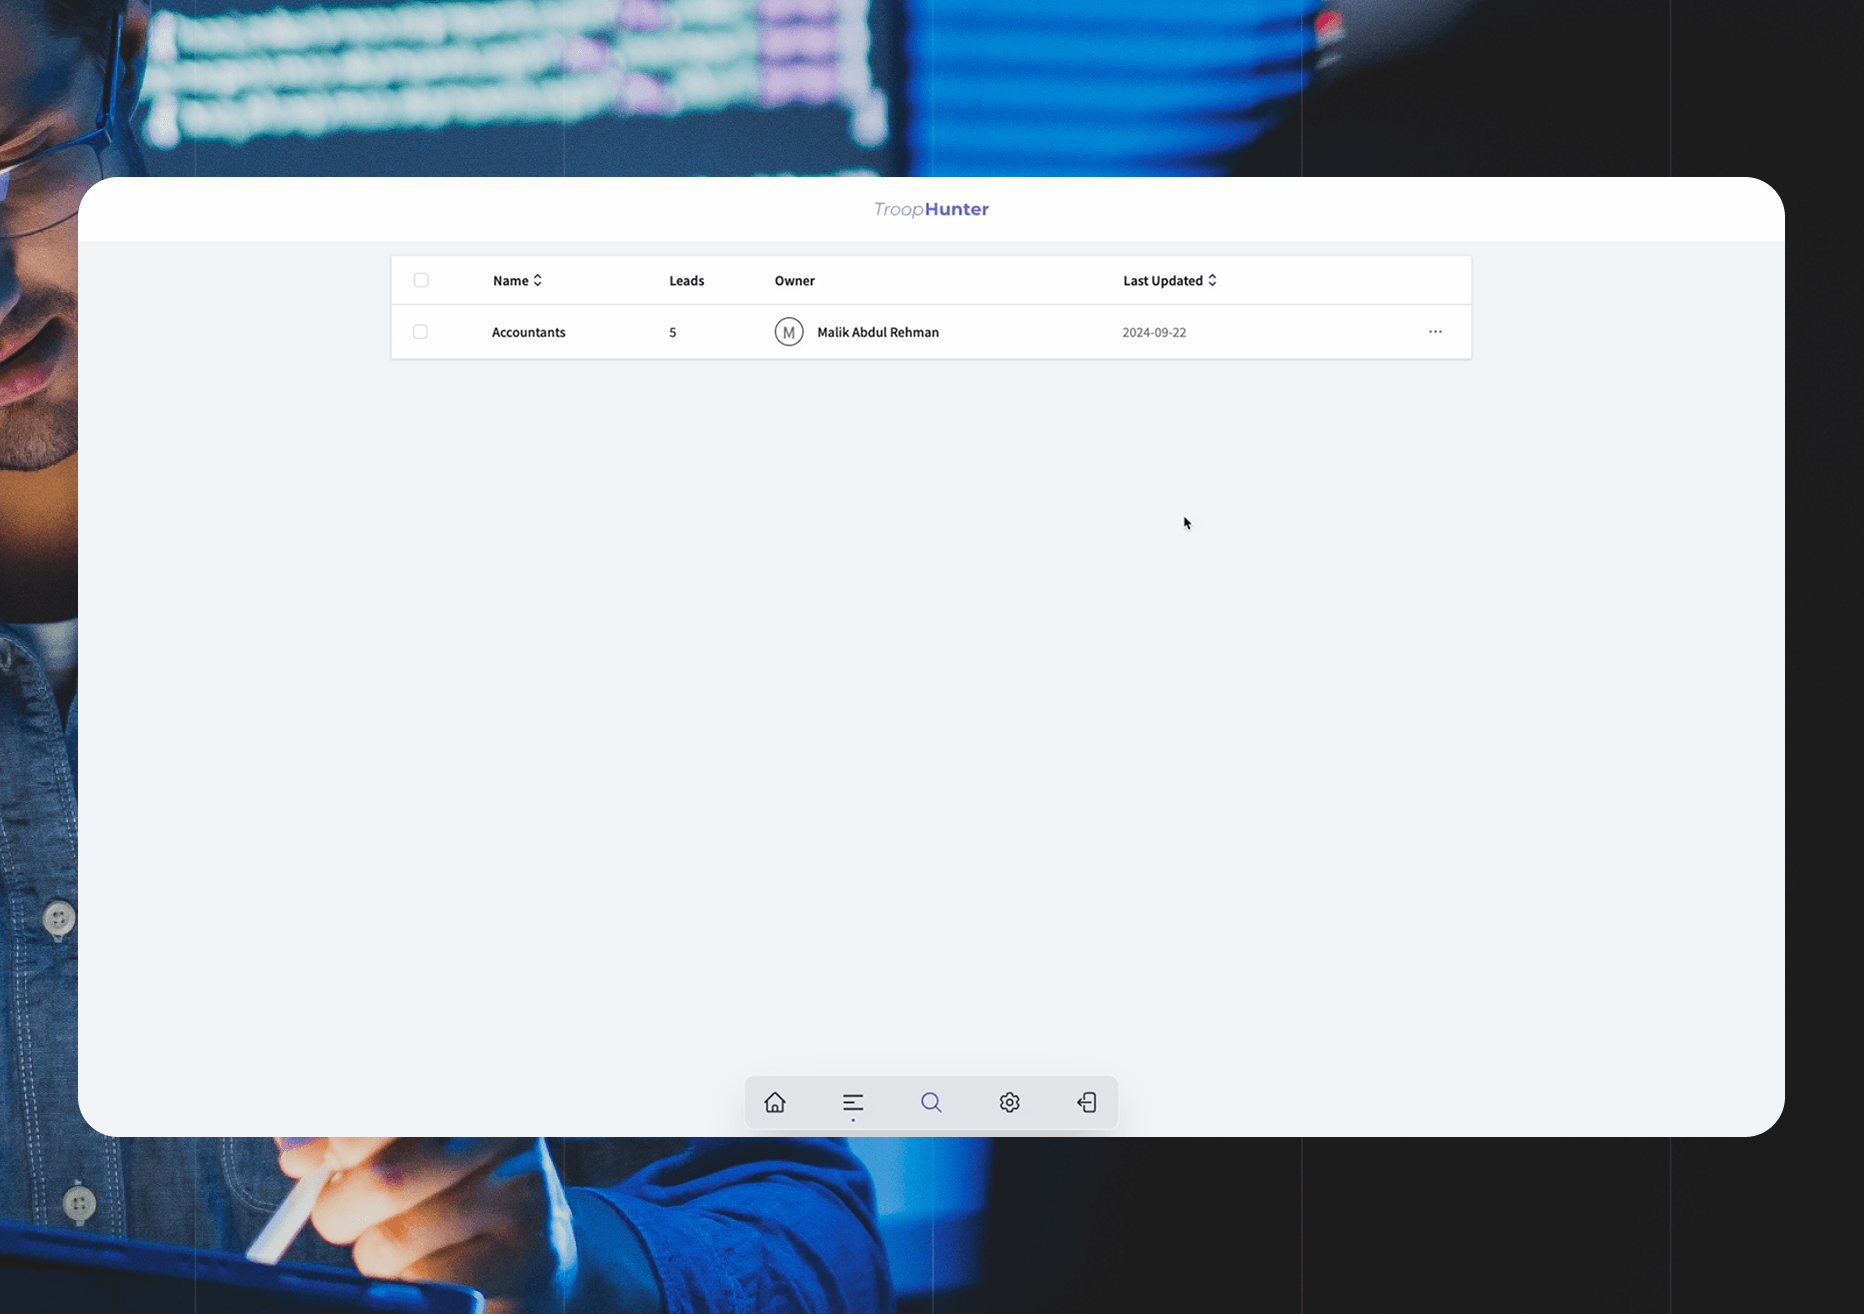 TroopHunter
Name Leads Owner Last Updated
Accountants 5 M Malik Abdul Rehman 2024-09-22 ...